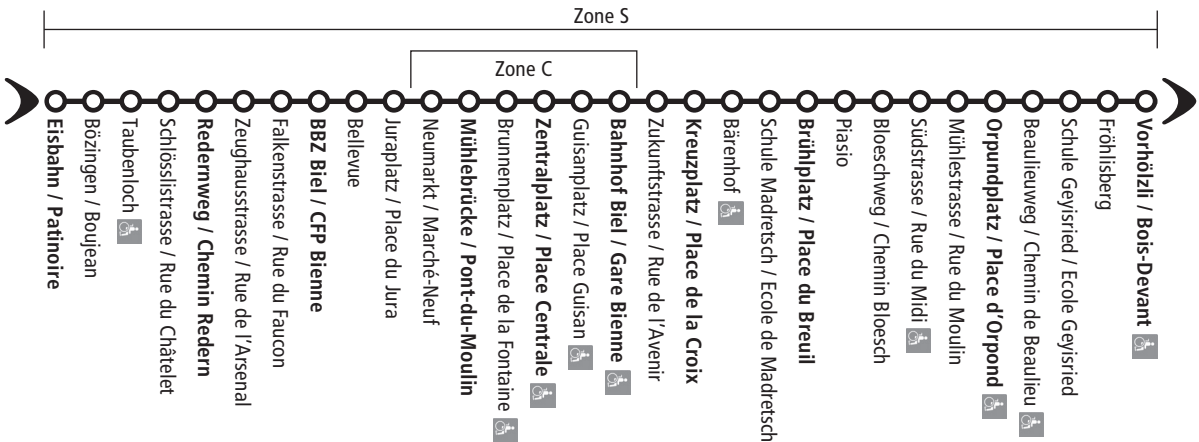 Zone S
Zone C
Eisbahn / Patinoire
Bözingen / Boujean
Taubenloch
Schlösslistrasse / Rue du Châtelet
Redernweg / Chemin Redern
Zeughausstrasse / Rue de l'Arsenal
Falkenstrasse / Rue du Faucon
BBZ Biel / CFP Bienne
Bellevue
Juraplatz / Place du Jura
Neumarkt / Marché-Neuf
Mühlebrücke / Pont-du-Moulin
Brunnenplatz / Place de la Fontaine
Zentralplatz / Place Centrale
Guisanplatz / Place Guisan
Bahnhof Biel / Gare Bienne
Zukunftstrasse / Rue de l'Avenir
Kreuzplatz / Place de la Croix
Bärenhof
Schule Madretsch / Ecole de Madretsch
Brühlplatz / Place du Breuil
Piasio
Bloeschweg / Chemin Bloesch
Südstrasse / Rue du Midi
Mühlestrasse / Rue du Moulin
Orpundplatz / Place d'Orpond
Beaulieuweg / Chemin de Beaulieu
Schule Geyisried / Ecole Geyisried
Fröhlisberg
Vorhölzli / Bois-Devant